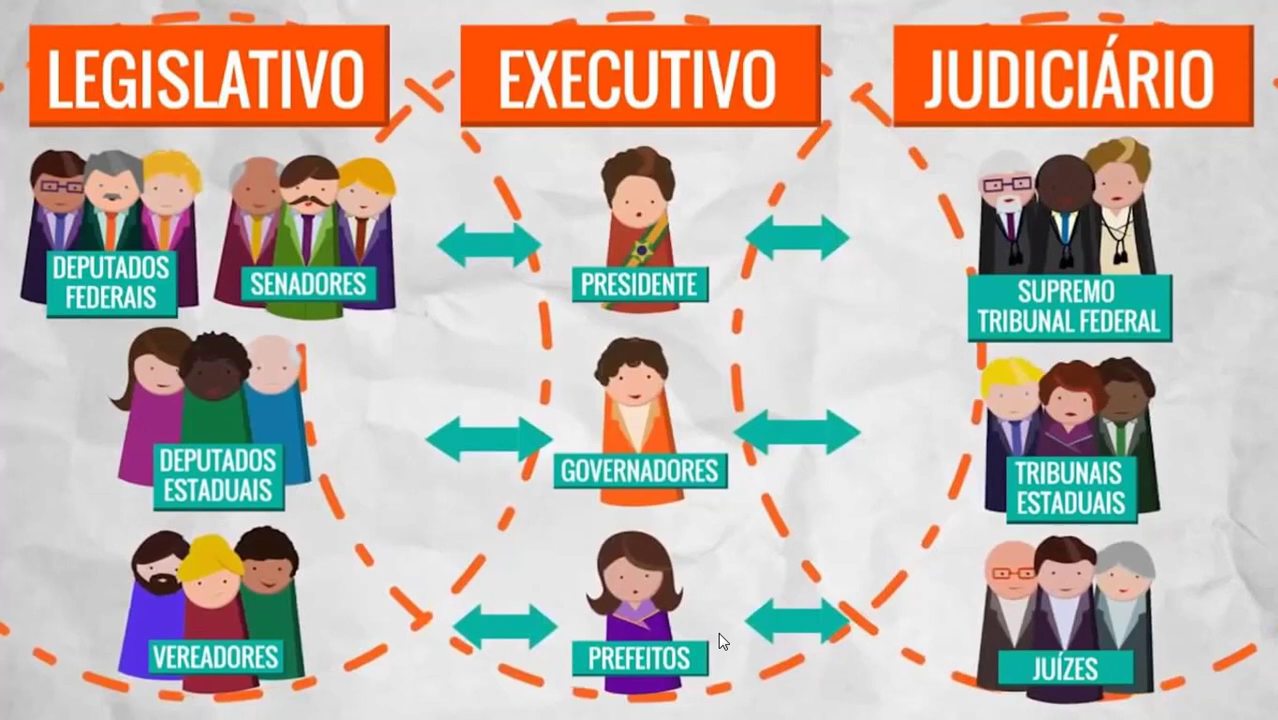 LEGISLATIVO
EXECUTIVO
JUDICIÁRIO
DEPUTADOS
FEDERAIS
SENADORES
PRESIDENTE
SUPREMO
TRIBUNAL FEDERAL
DEPUTADOS
ESTADUAIS
GOVERNADORES
TRIBUNAIS
ESTADUAIS
VEREADORES
PREFEITOS
JUÍZES